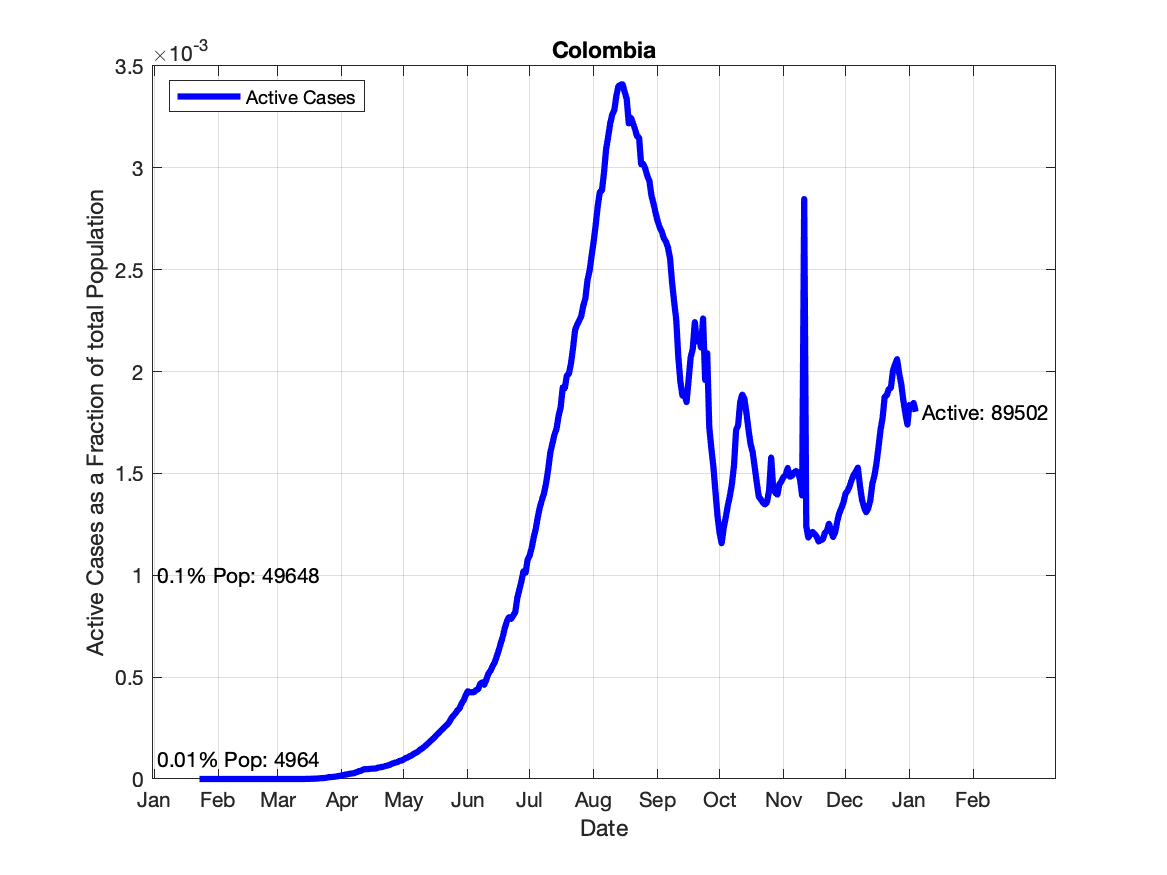 Colombia
×10-3
Active Cases
3.5
3
2.5
2
1.5
1
0.5
0
Active Cases as a Fraction of total Population
Active: 89502
0.1% Pop: 49648
0.01% Pop: 4964
Jan Feb Mar Apr May Jun Jul Aug Sep Oct Nov Dec Jan Feb
Date